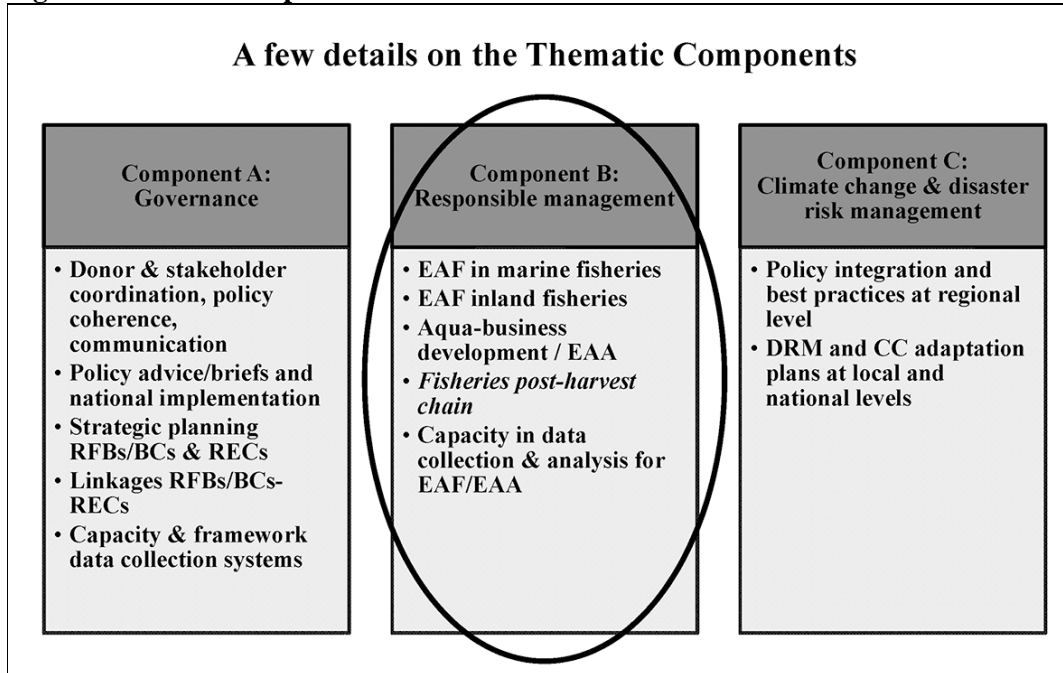 A few details on the Thematic Components
Component A:
Governance
• Donor & stakeholder
coordination, policy
coherence,
communication
• Policy advice/briefs and
national implementation
• Strategic planning
RFBs/BCs & RECs
• Linkages RFBs/BCs-
RECs
• Capacity & framework
data collection systems
Component B:
Responsible management
• EAF in marine fisheries
• EAF inland fisheries
• Aqua-business
development / EAA
• Fisheries post-harvest
chain
• Capacity in data
collection & analysis for
EAF/EAA
Component C:
Climate change & disaster
risk management
• Policy integration and
best practices at regional
level
• DRM and CC adaptation
plans at local and
national levels